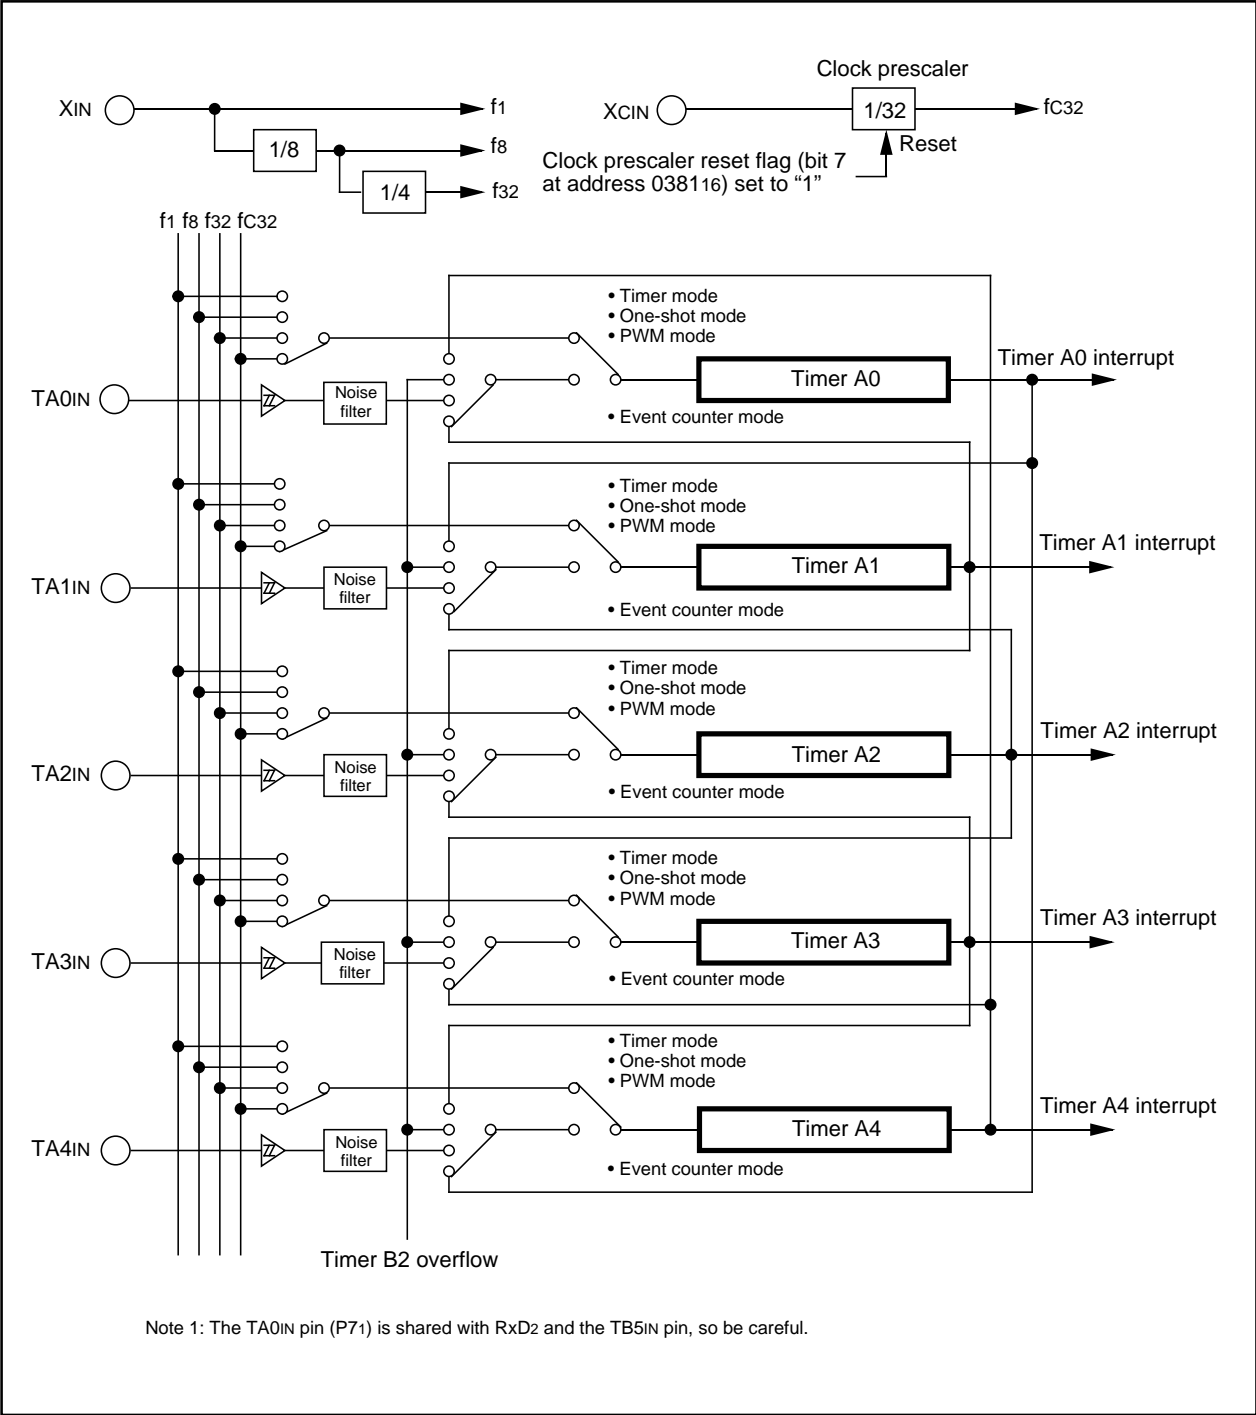 Clock prescaler
XIN
f1
XCIN
1/32
fC32
1/8
f8
Reset
Clock prescaler reset flag (bit 7
at address 038116) set to “1”
1/4
f32
f1 f8 f32 fC32
• Timer mode
• One-shot mode
• PWM mode
Timer A0 interrupt
Timer A0
TA0IN
Noise
filter
• Event counter mode
• Timer mode
• One-shot mode
• PWM mode
Timer A1 interrupt
Timer A1
TA1IN
Noise
filter
• Event counter mode
• Timer mode
• One-shot mode
• PWM mode
Timer A2 interrupt
Timer A2
TA2IN
Noise
filter
• Event counter mode
• Timer mode
• One-shot mode
• PWM mode
Timer A3 interrupt
Timer A3
TA3IN
Noise
filter
• Event counter mode
• Timer mode
• One-shot mode
• PWM mode
Timer A4 interrupt
Timer A4
TA4IN
Noise
filter
• Event counter mode
Timer B2 overflow
Note 1: The TA0IN pin (P71) is shared with RxD2 and the TB5IN pin, so be careful.